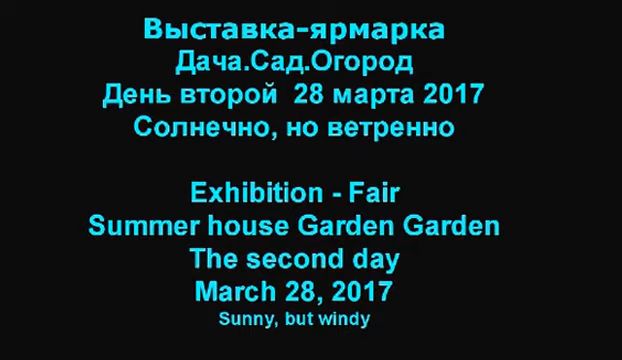 Выставка-ярмарка
Дача.Сад.Огород
День второй 28 марта 2017
Солнечно, но ветренно
Exhibition - Fair
Summer house Garden Garden
The second day
March 28, 2017
Sunny, but windy